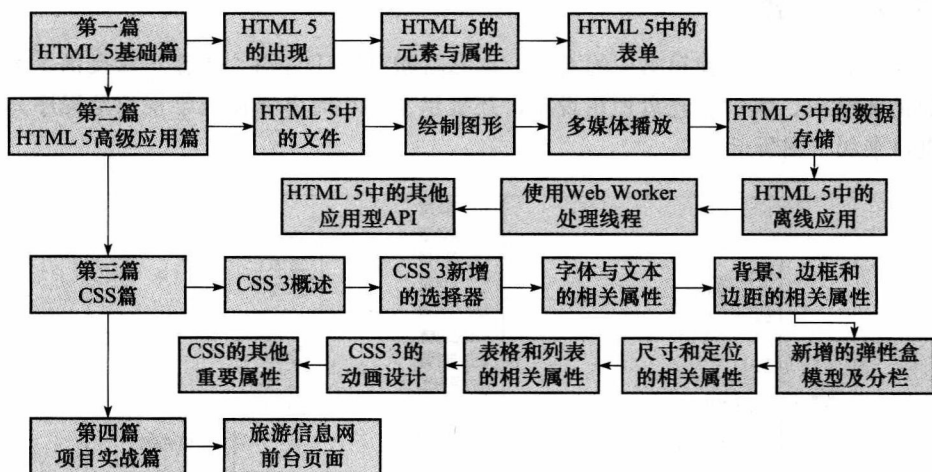 第一篇
HTML 5基础篇
HTML 5
的出现
HTML 5的
元素与属性
HTML 5中的
表单
第二篇
HTML 5高级应用篇
HTML 5中
的文件
绘制图形
多媒体播放
HTML 5中的数据
存储
HTML 5中的
离线应用
使用Web Worker
处理线程
HTML 5中的其他
应用型API
第三篇
CSS篇
CSS 3概述
CSS 3新增
的选择器
字体与文本
的相关属性
背景、边框和
边距的相关属性
新增的弹性盒
模型及分栏
尺寸和定位
的相关属性
表格和列表
的相关属性
CSS 3的
动画设计
CSS的其他
重要属性
第四篇
项目实战篇
旅游信息网
前台页面